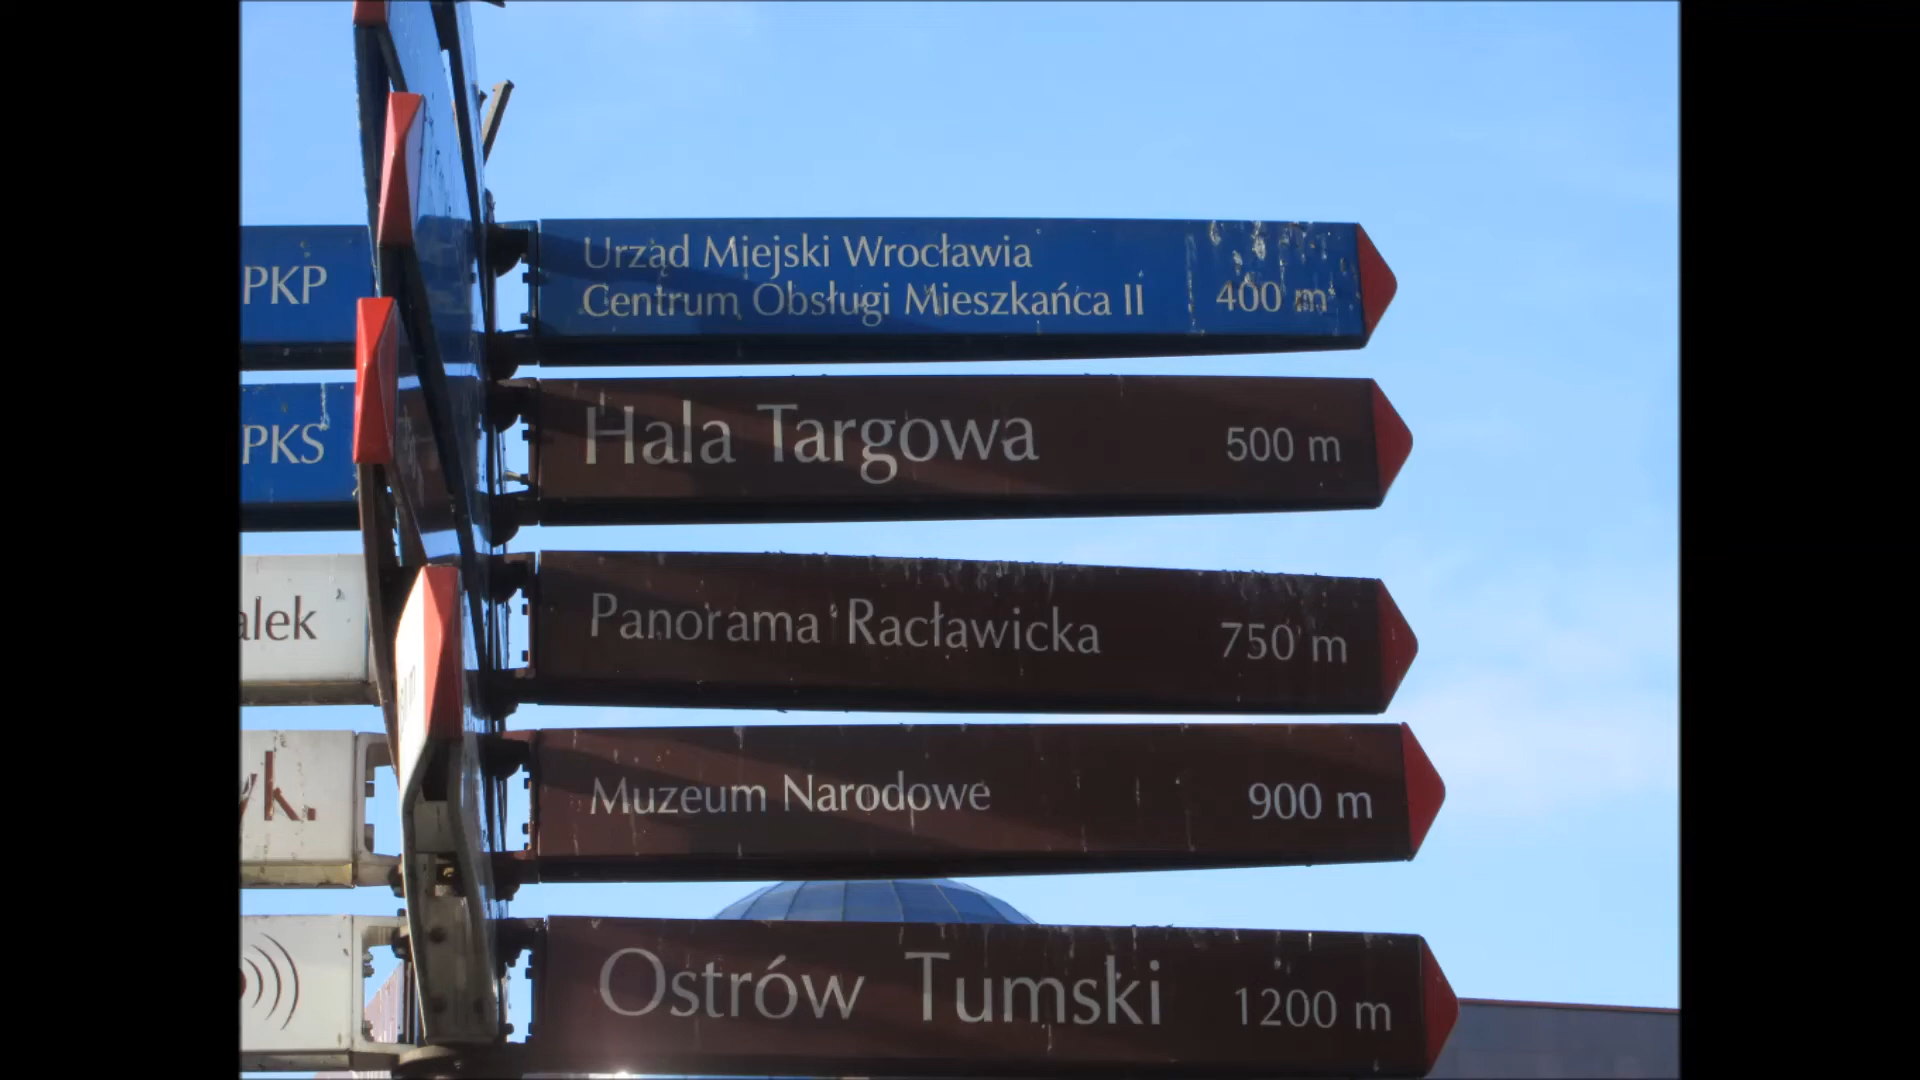 PKP
Urząd Miejski Wrocławia
Centrum Obsługi Mieszkańca II 400 m
PKS
Hala Targowa 500 m
Panorama Racławicka 750 m
Muzeum Narodowe 900 m
Ostrów Tumski 1200 m